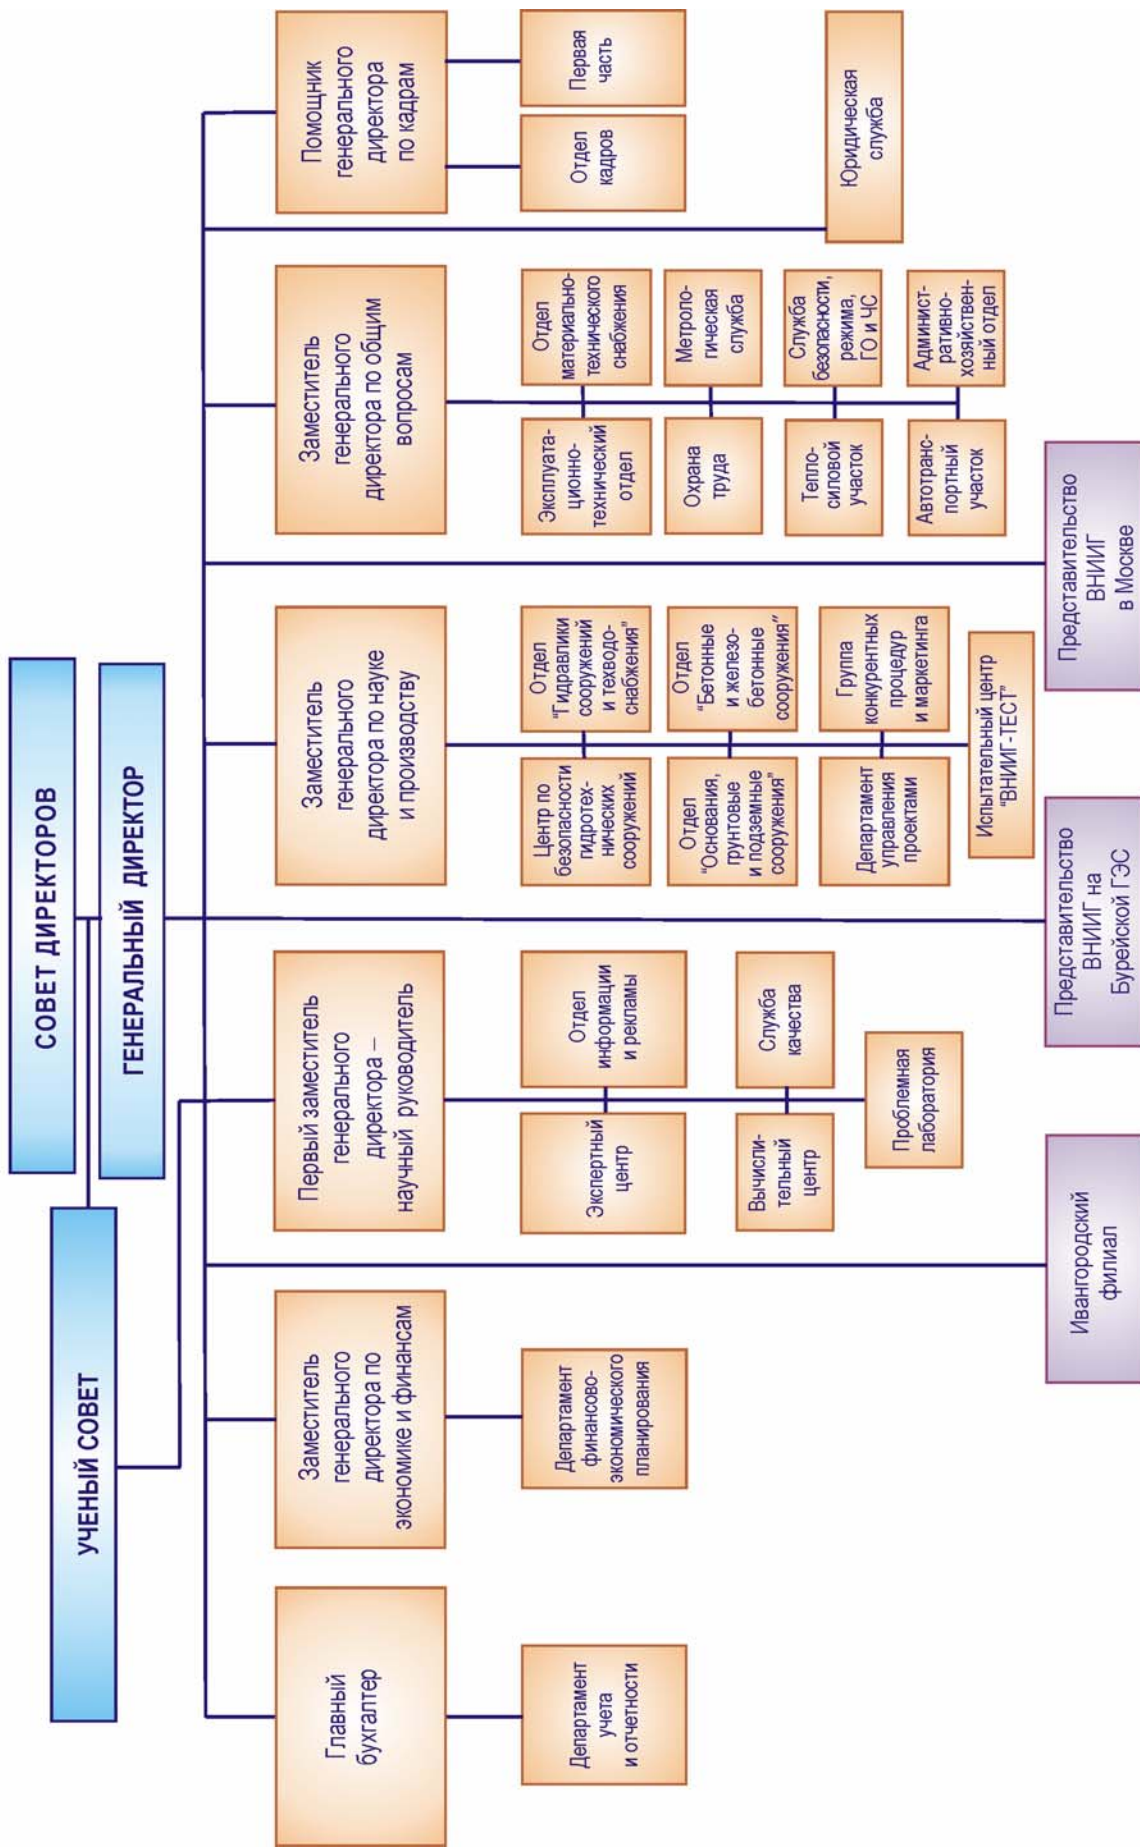 СОВЕТ ДИРЕКТОРОВ
ГЕНЕРАЛЬНЫЙ ДИРЕКТОР
УЧЕНЫЙ СОВЕТ
Главный
бухгалтер
Заместитель
генерального
директора по
экономике и финансам
Первый заместитель
генерального
директора –
научный руководитель
Заместитель
генерального
директора по науке
и производству
Заместитель
генерального
директора по общим
вопросам
Помощник
генерального
директора
по кадрам
Департамент
учета
и отчетности
Департамент
финансово-
экономического
планирования
Экспертный
центр
Отдел
информации
и рекламы
Вычисли-
тельный
центр
Служба
качества
Проблемная
лаборатория
Центр по
безопасности
гидротех-
нических
сооружений
Отдел
“Гидравлики
сооружений
и техводо-
снабжения”
Отдел
“Основания,
грунтовые
и подземные
сооружения”
Отдел
“Бетонные
и железо-
бетонные
сооружения”
Департамент
управления
проектами
Группа
конкурентных
процедур
и маркетинга
Испытательный центр
“ВНИИГ-ТЕСТ”
Эксплуата-
ционно-
технический
отдел
Отдел
материально-
технического
снабжения
Охрана
труда
Метроло-
гическая
служба
Тепло-
силовой
участок
Служба
безопасности,
режима,
ГО и ЧС
Автотранс-
портный
участок
Админист-
ративно-
хозяйствен-
ный отдел
Отдел
кадров
Первая
часть
Юридическая
служба
Ивангородский
филиал
Представительство
ВНИИГ на
Бурейской ГЭС
Представительство
ВНИИГ
в Москве